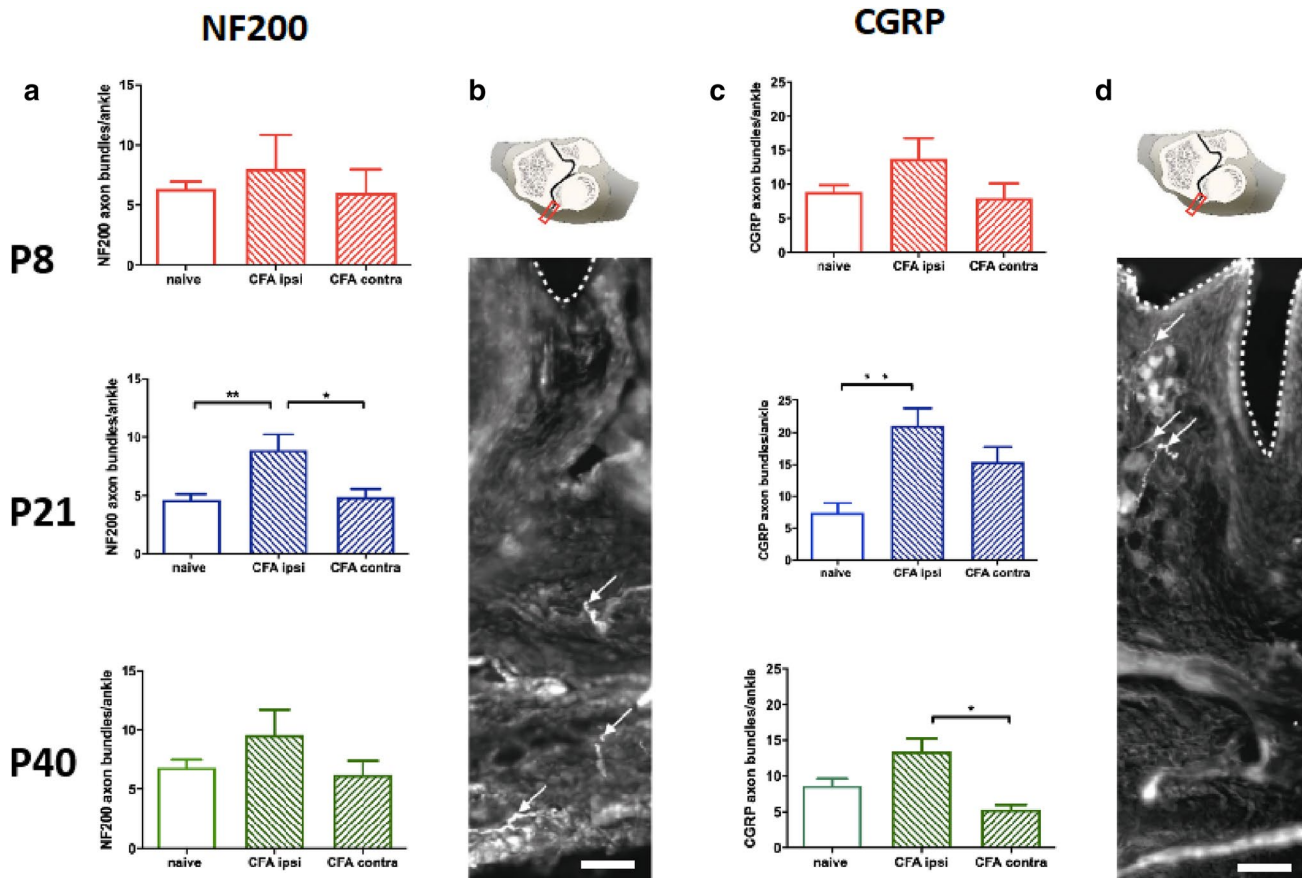 NF200
CGRP
a
b
c
d
P8
P21
P40
NF200 axon bundles/ankle
15
10
5
0
naive
CFA ipsi
CFA contra
NF200 axon bundles/ankle
15
10
5
0
**
*
naive
CFA ipsi
CFA contra
NF200 axon bundles/ankle
15
10
5
0
naive
CFA ipsi
CFA contra
CGRP axon bundles/ankle
25
20
15
10
5
0
naive
CFA ipsi
CFA contra
CGRP axon bundles/ankle
25
20
15
10
5
0
* *
naive
CFA ipsi
CFA contra
CGRP axon bundles/ankle
25
20
15
10
5
0
*
naive
CFA ipsi
CFA contra